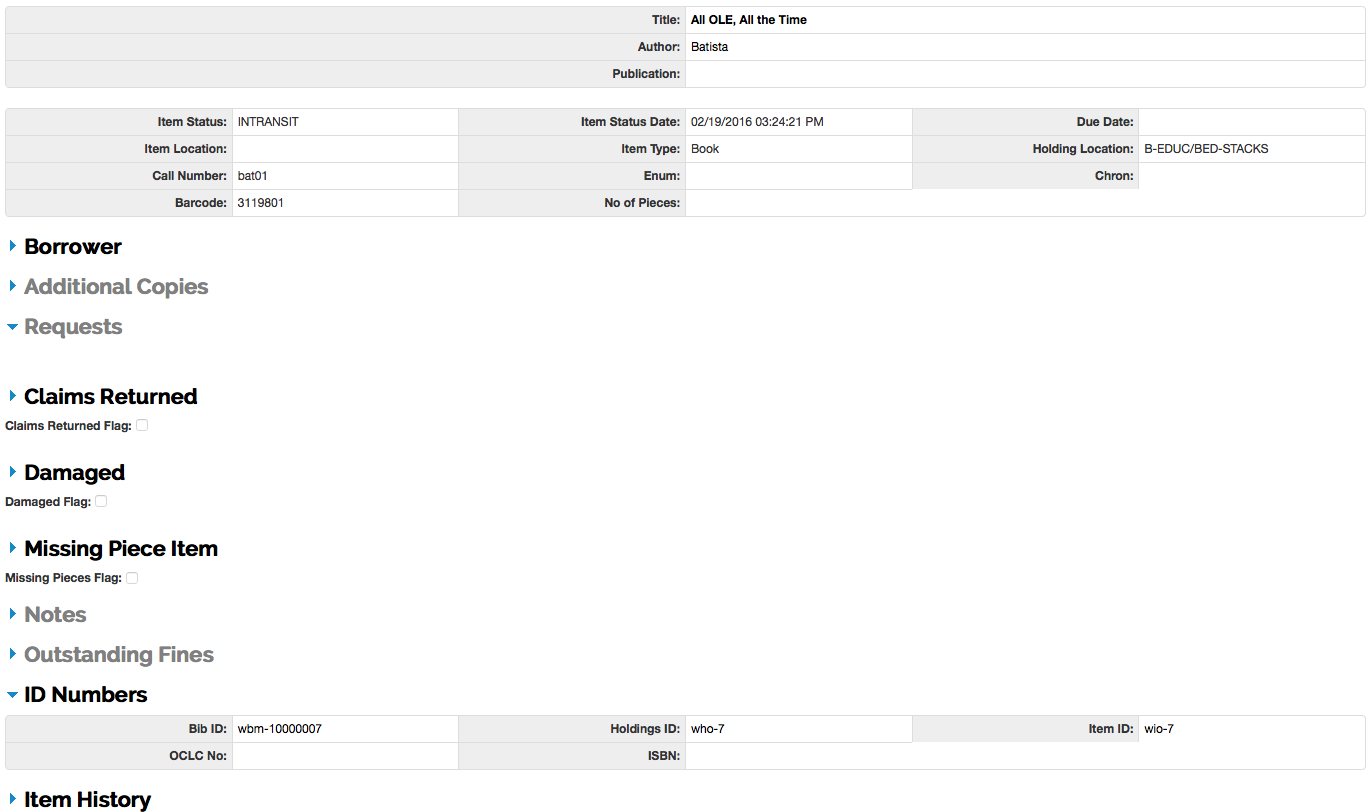 Title: All OLE, All the Time
Author: Batista
Publication:
Item Status: INTRANSIT Item Status Date: 02/19/2016 03:24:21 PM Due Date:
Item Location: Item Type: Book Holding Location: B-EDUC/BED-STACKS
Call Number: bat01 Enum: Chron:
Barcode: 3119801 No of Pieces:
Borrower
Additional Copies
Requests
Claims Returned
Claims Returned Flag:
Damaged
Damaged Flag:
Missing Piece Item
Missing Pieces Flag:
Notes
Outstanding Fines
ID Numbers
Bib ID: wbm-10000007 Holdings ID: who-7 Item ID: wio-7
OCLC No: ISBN:
Item History